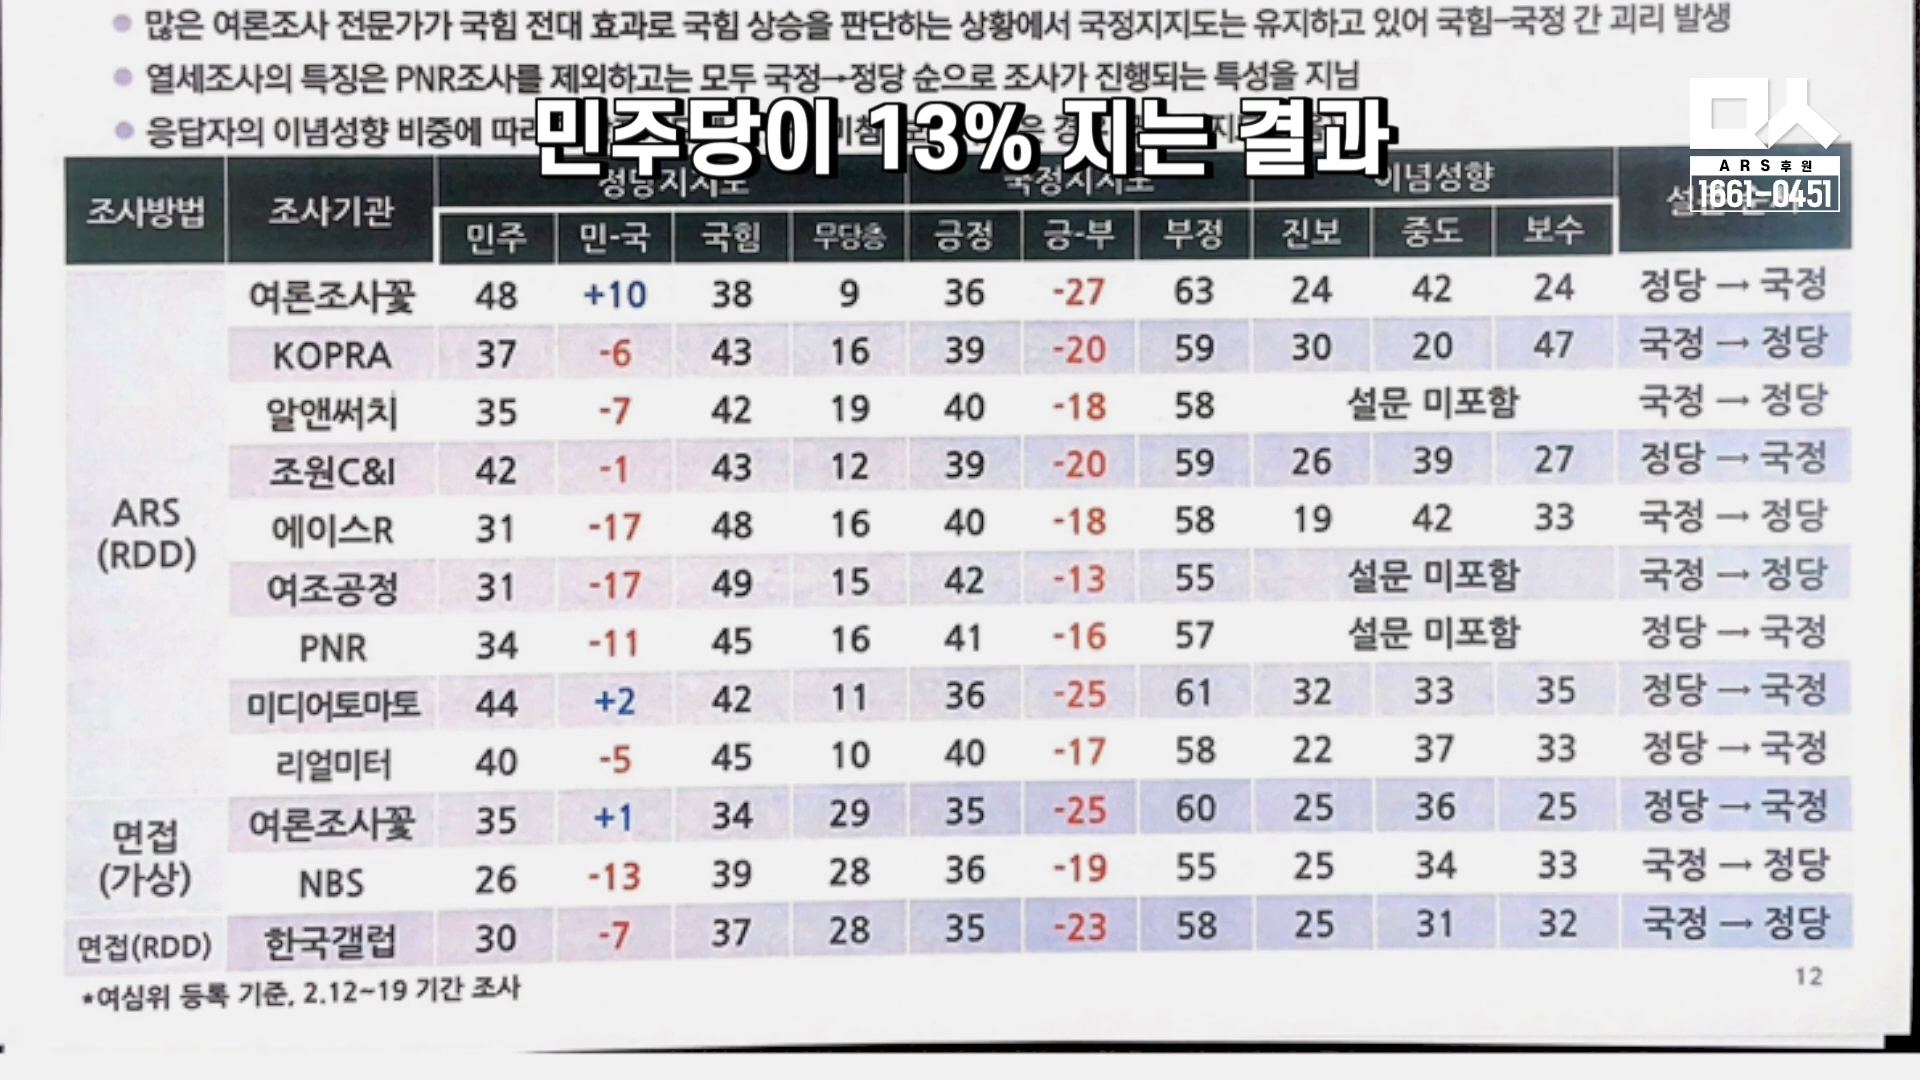 많은 여론조사 전문가가 국힘 전대 효과로 국힘 상승을 판단하는 상황에서 국정지지도는 유지하고 있어 국힘-국정 간 괴리 발생
열세조사의 특징은 PNR조사를 제외하고는 모두 국정→정당 순으로 조사가 진행되는 특성을 지님
응답자의 이념성향 비중에 따라
민주당이 13% 지는 결과
ARS후원
1661-0451
조사방법 조사기관 정당지지도 국정지지도 이념성향
민주 민-국 국힘 무당층 긍정 긍-부 부정 진보 중도 보수
ARS (RDD)
여론조사꽃 48 +10 38 9 36 -27 63 24 42 24 정당 → 국정
KOPRA 37 -6 43 16 39 -20 59 30 20 47 국정 → 정당
알앤써치 35 -7 42 19 40 -18 58 설문 미포함 국정 → 정당
조원C&I 42 -1 43 12 39 -20 59 26 39 27 정당 → 국정
에이스R 31 -17 48 16 40 -18 58 19 42 33 국정 → 정당
여조공정 31 -17 49 15 42 -13 55 설문 미포함 국정 → 정당
PNR 34 -11 45 16 41 -16 57 설문 미포함 정당 → 국정
미디어토마토 44 +2 42 11 36 -25 61 32 33 35 정당 → 국정
리얼미터 40 -5 45 10 40 -17 58 22 37 33 정당 → 국정
면접 (가상)
여론조사꽃 35 +1 34 29 35 -25 60 25 36 25 정당 → 국정
NBS 26 -13 39 28 36 -19 55 25 34 33 국정 → 정당
면접(RDD) 한국갤럽 30 -7 37 28 35 -23 58 25 31 32 국정 → 정당
*여심위 등록 기준, 2.12~19 기간 조사
12